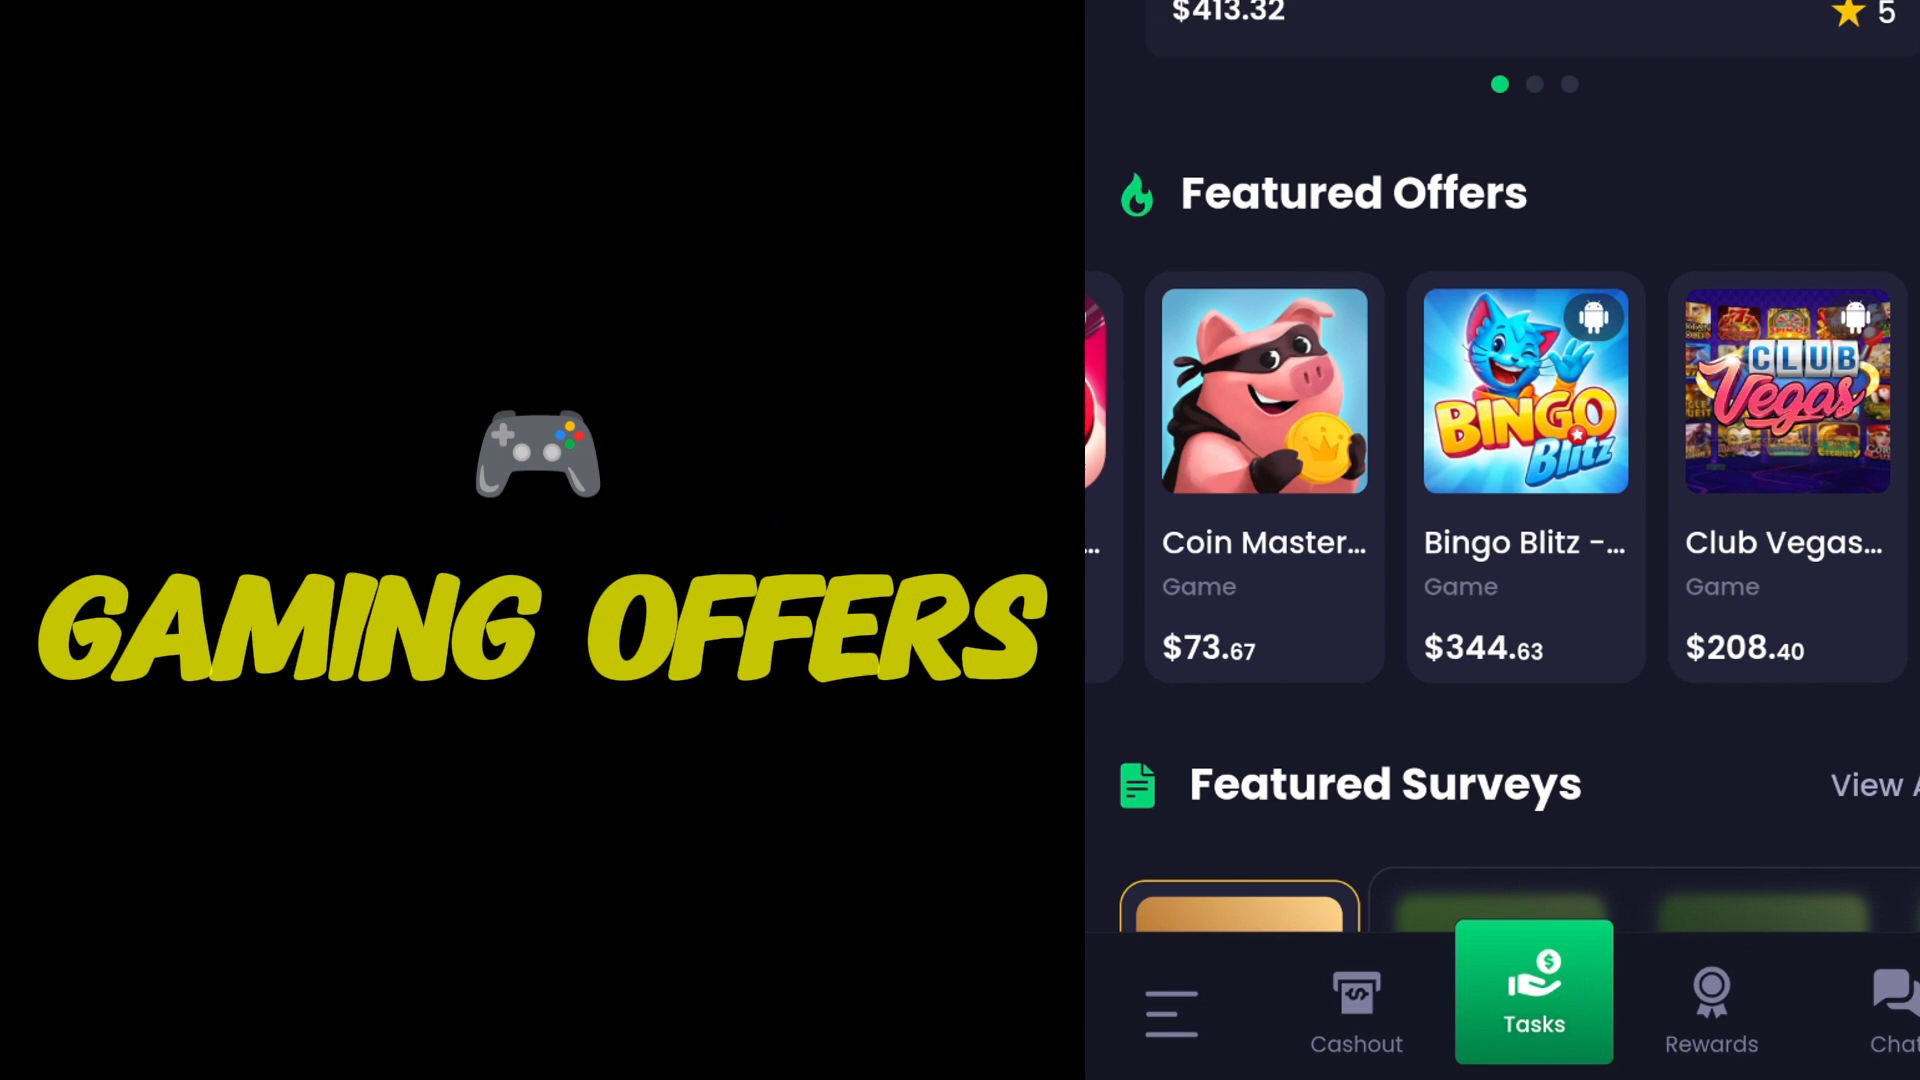 GAMING OFFERS
$413.32
5
Featured Offers
CLUB
Vegas
BINGO
Blitz
...
Coin Master...
Bingo Blitz -...
Club Vegas...
Game
Game
Game
$73.67
$344.63
$208.40
Featured Surveys
View A
Cashout
Tasks
Rewards
Chat